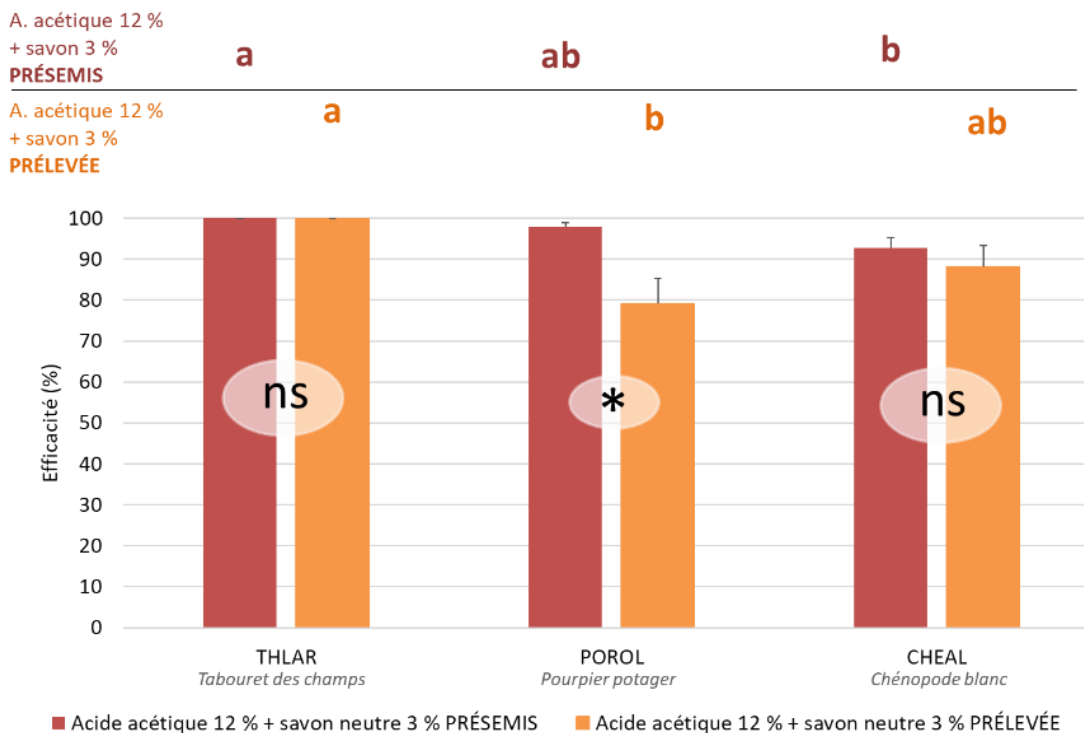 A. acétique 12 %
+ savon 3 %
PRÉSEMIS
a ab b
A. acétique 12 %
+ savon 3 %
PRÉLEVÉE
a b ab
Efficacité (%)
100
90
80
70
60
50
40
30
20
10
0
ns * ns
THLAR POROL CHEAL
Tabouret des champs Pourpier potager Chénopode blanc
Acide acétique 12 % + savon neutre 3 % PRÉSEMIS Acide acétique 12 % + savon neutre 3 % PRÉLEVÉE